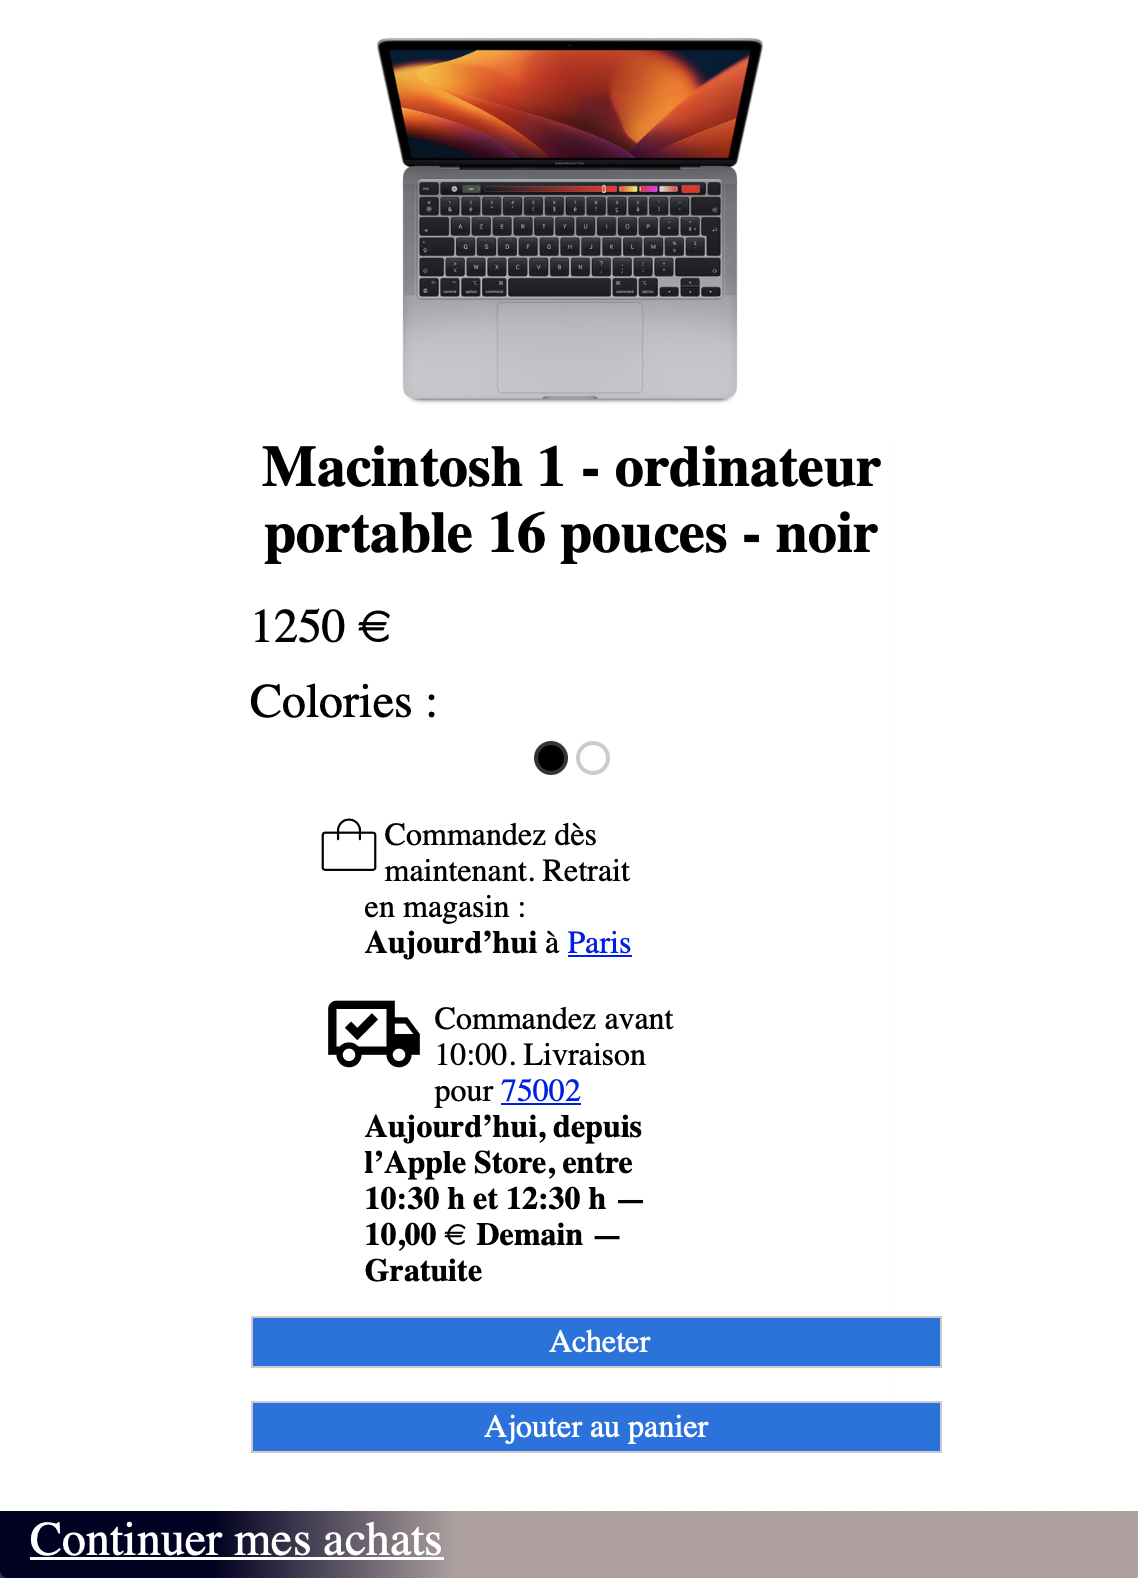 Macintosh 1 - ordinateur
portable 16 pouces - noir
1250 €
Colories :
Commandez dès
maintenant. Retrait
en magasin :
Aujourd’hui à Paris
Commandez avant
10:00. Livraison
pour 75002
Aujourd’hui, depuis
l’Apple Store, entre
10:30 h et 12:30 h —
10,00 € Demain —
Gratuite
Acheter
Ajouter au panier
Continuer mes achats